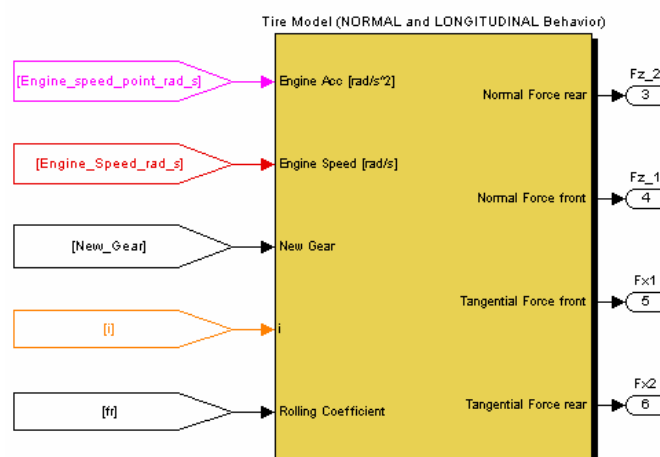 Tire Model (NORMAL and LONGITUDINAL Behavior)
[Engine_speed_point_rad_s]
Engine Acc [rad/s^2]
Normal Force rear
Fz_2
3
[Engine_Speed_rad_s]
Engine Speed [rad/s]
Normal Force front
Fz_1
4
[New_Gear]
New Gear
Tangential Force front
Fx1
5
[i]
i
Tangential Force rear
Fx2
6
[fr]
Rolling Coefficient